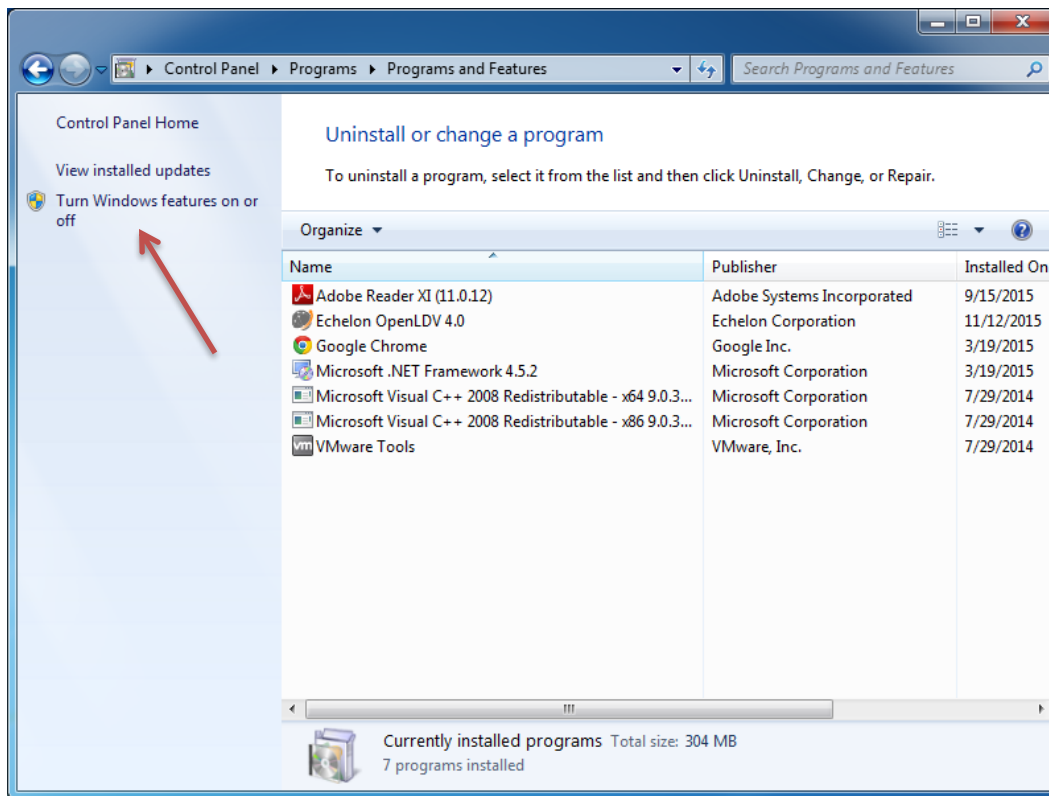 Control Panel Programs Programs and Features
Search Programs and Features
Control Panel Home
View installed updates
Turn Windows features on or
off
Uninstall or change a program
To uninstall a program, select it from the list and then click Uninstall, Change, or Repair.
Organize
Name Publisher Installed On
Adobe Reader XI (11.0.12) Adobe Systems Incorporated 9/15/2015
Echelon OpenLDV 4.0 Echelon Corporation 11/12/2015
Google Chrome Google Inc. 3/19/2015
Microsoft .NET Framework 4.5.2 Microsoft Corporation 3/19/2015
Microsoft Visual C++ 2008 Redistributable - x64 9.0.3... Microsoft Corporation 7/29/2014
Microsoft Visual C++ 2008 Redistributable - x86 9.0.3... Microsoft Corporation 7/29/2014
vm VMware Tools VMware, Inc. 7/29/2014
Currently installed programs Total size: 304 MB
7 programs installed